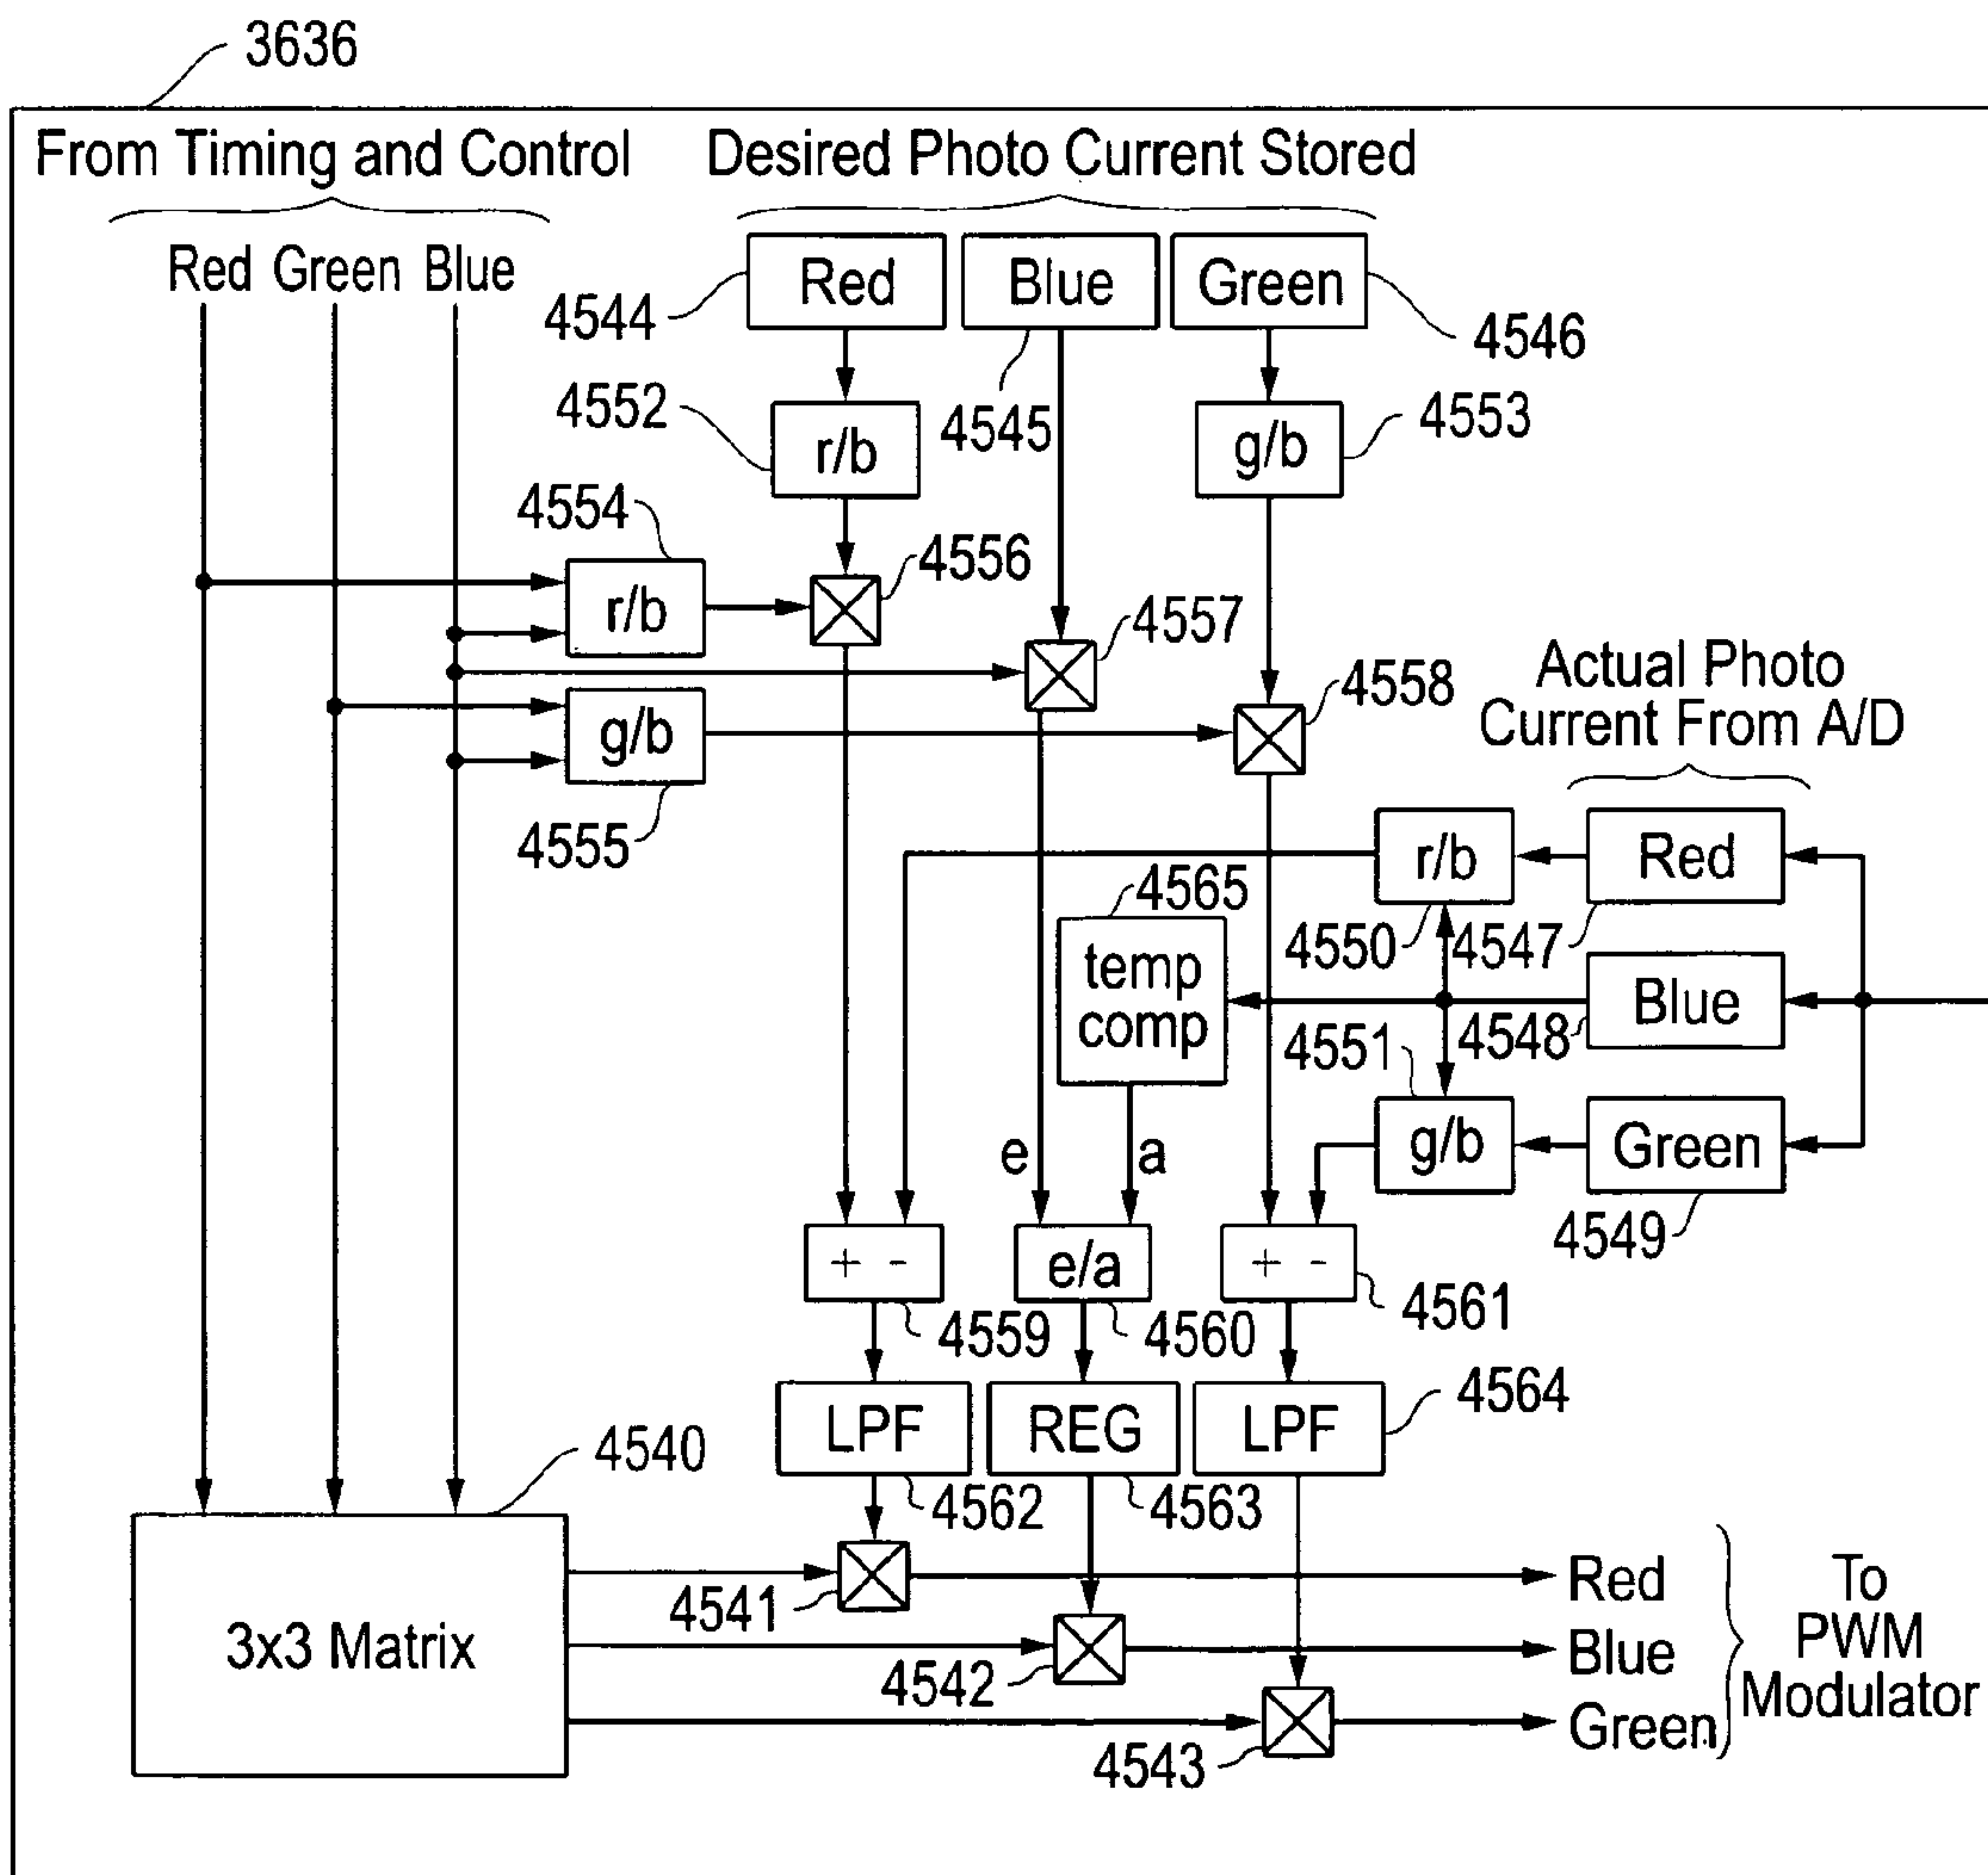 3636
From Timing and Control
Desired Photo Current Stored
Red Green Blue
Red
Blue
Green
4544
4546
4552
4545
4553
r/b
g/b
4554
4556
r/b
4557
4558
g/b
4555
Actual Photo
Current From A/D
r/b
Red
4565
4550
4547
temp
comp
Blue
4551
4548
g/b
Green
e
a
4549
+ -
e/a
+ -
4561
4559
4560
LPF
REG
LPF
4564
4540
4562
4563
4541
Red
3x3 Matrix
Blue
4542
Green
4543
To
PWM
Modulator